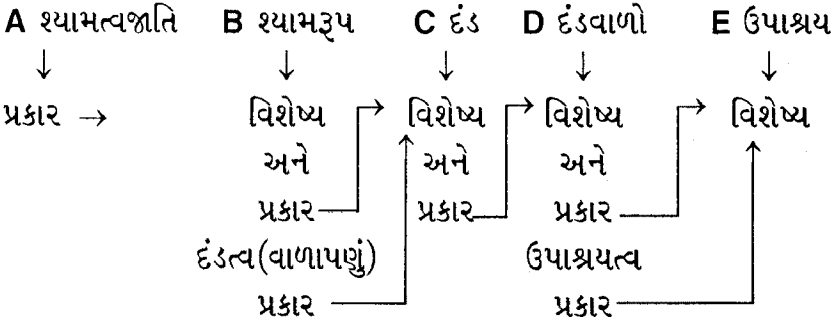 A શ્યામત્વજાતિ B શ્યામરૂપ C દંડ D દંડવાળો E ઉપાશ્રય
પ્રકાર વિશેષ્ય વિશેષ્ય વિશેષ્ય વિશેષ્ય
અને અને અને
પ્રકાર પ્રકાર પ્રકાર
દંડત્વ(વાળાપણું) ઉપાશ્રયત્વ
પ્રકાર પ્રકાર